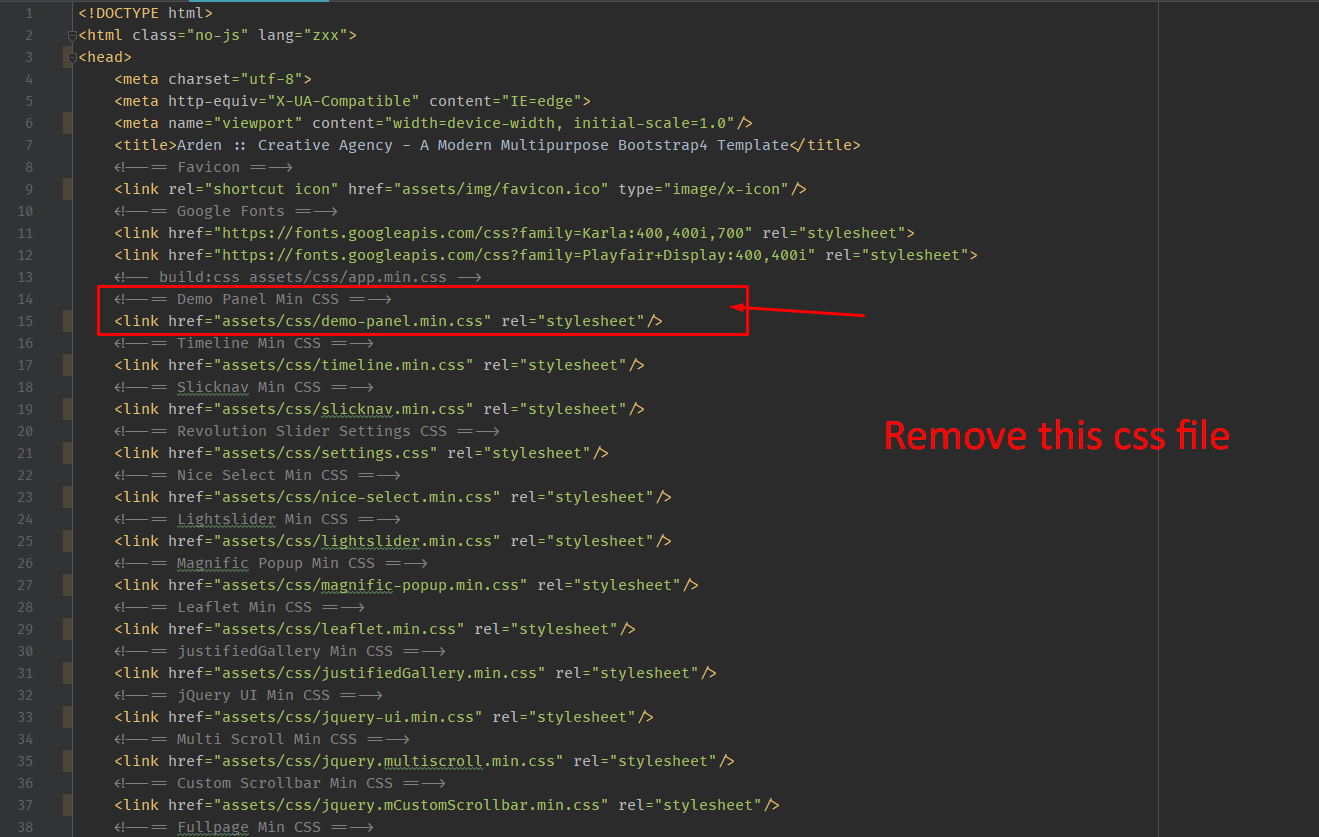 1 <!DOCTYPE html>
2 <html class="no-js" lang="zxx">
3 <head>
4 <meta charset="utf-8">
5 <meta http-equiv="X-UA-Compatible" content="IE=edge">
6 <meta name="viewport" content="width=device-width, initial-scale=1.0"/>
7 <title>Arden :: Creative Agency - A Modern Multipurpose Bootstrap4 Template</title>
8 <!--== Favicon ==-->
9 <link rel="shortcut icon" href="assets/img/favicon.ico" type="image/x-icon"/>
10 <!--== Google Fonts ==-->
11 <link href="https://fonts.googleapis.com/css?family=Karla:400,400i,700" rel="stylesheet">
12 <link href="https://fonts.googleapis.com/css?family=Playfair+Display:400,400i" rel="stylesheet">
13 <!-- build:css assets/css/app.min.css -->
14 <!--== Demo Panel Min CSS ==-->
15 <link href="assets/css/demo-panel.min.css" rel="stylesheet"/>
16 <!--== Timeline Min CSS ==-->
17 <link href="assets/css/timeline.min.css" rel="stylesheet"/>
18 <!--== Slicknav Min CSS ==-->
19 <link href="assets/css/slicknav.min.css" rel="stylesheet"/>
Remove this css file
20 <!--== Revolution Slider Settings CSS ==-->
21 <link href="assets/css/settings.css" rel="stylesheet"/>
22 <!--== Nice Select Min CSS ==-->
23 <link href="assets/css/nice-select.min.css" rel="stylesheet"/>
24 <!--== Lightslider Min CSS ==-->
25 <link href="assets/css/lightslider.min.css" rel="stylesheet"/>
26 <!--== Magnific Popup Min CSS ==-->
27 <link href="assets/css/magnific-popup.min.css" rel="stylesheet"/>
28 <!--== Leaflet Min CSS ==-->
29 <link href="assets/css/leaflet.min.css" rel="stylesheet"/>
30 <!--== justifiedGallery Min CSS ==-->
31 <link href="assets/css/justifiedGallery.min.css" rel="stylesheet"/>
32 <!--== jQuery UI Min CSS ==-->
33 <link href="assets/css/jquery-ui.min.css" rel="stylesheet"/>
34 <!--== Multi Scroll Min CSS ==-->
35 <link href="assets/css/jquery.multiscroll.min.css" rel="stylesheet"/>
36 <!--== Custom Scrollbar Min CSS ==-->
37 <link href="assets/css/jquery.mCustomScrollbar.min.css" rel="stylesheet"/>
38 <!--== Fullpage Min CSS ==-->